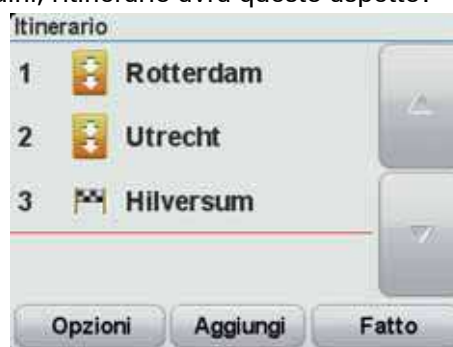 Itinerario
1 Rotterdam
2 Utrecht
3 Hilversum
Opzioni Aggiungi Fatto